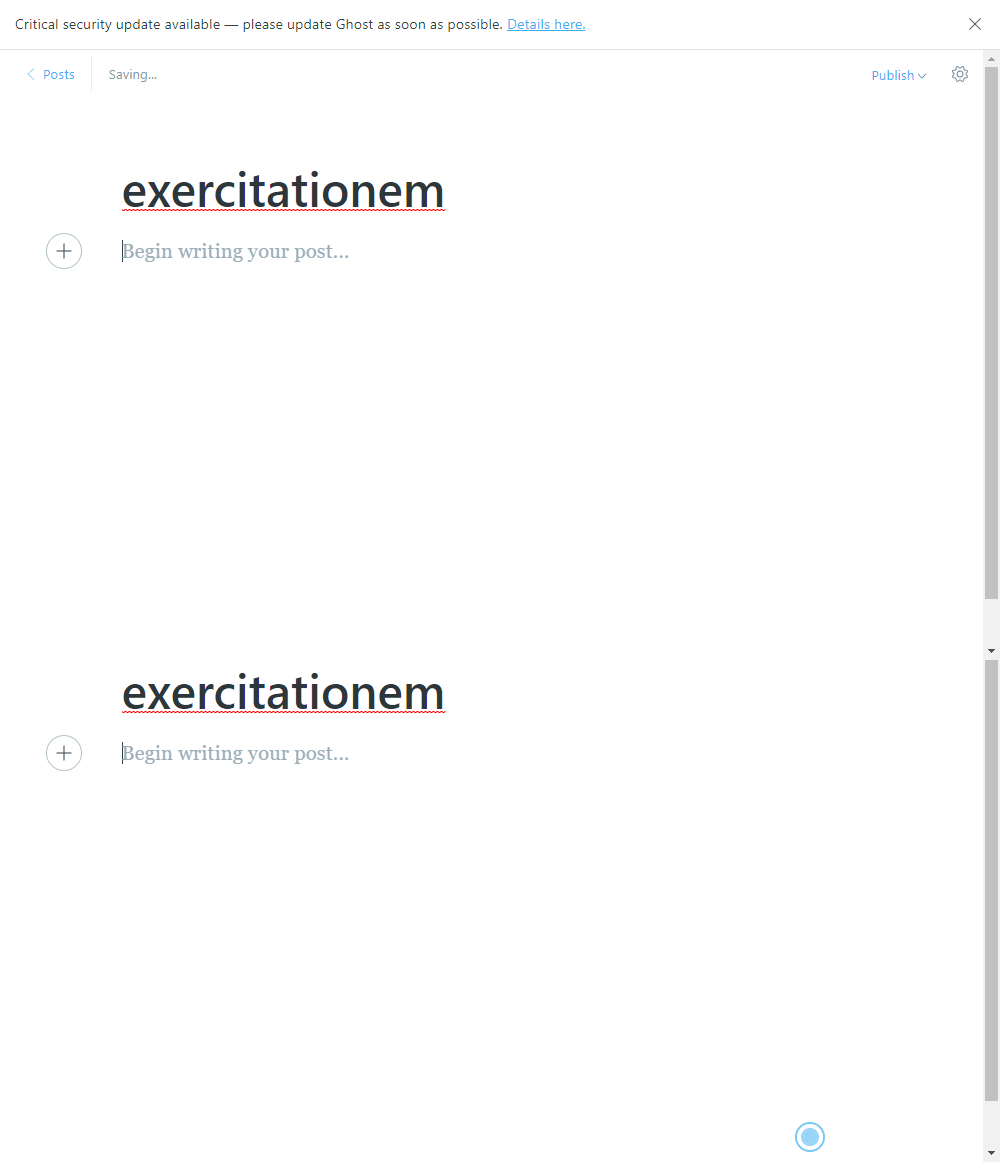 Critical security update available — please update Ghost as soon as possible. Details here.
Posts
Saving...
Publish
exercitationem
Begin writing your post...
exercitationem
Begin writing your post...